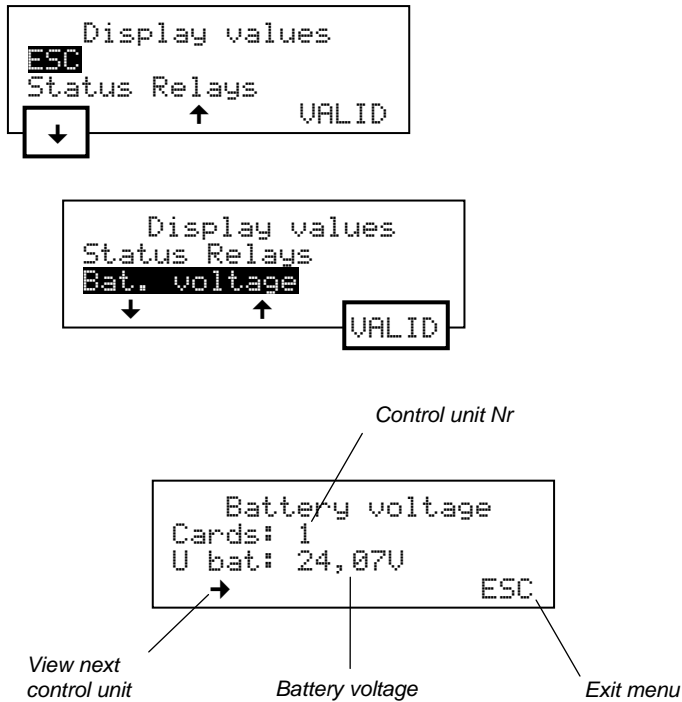 Display values
ESC
Status Relays
↓ ↑ VALID
Display values
Status Relays
Bat. voltage
↓ ↑ VALID
Control unit Nr
Battery voltage
Cards: 1
U bat: 24,07V
→ ESC
View next
control unit
Battery voltage
Exit menu